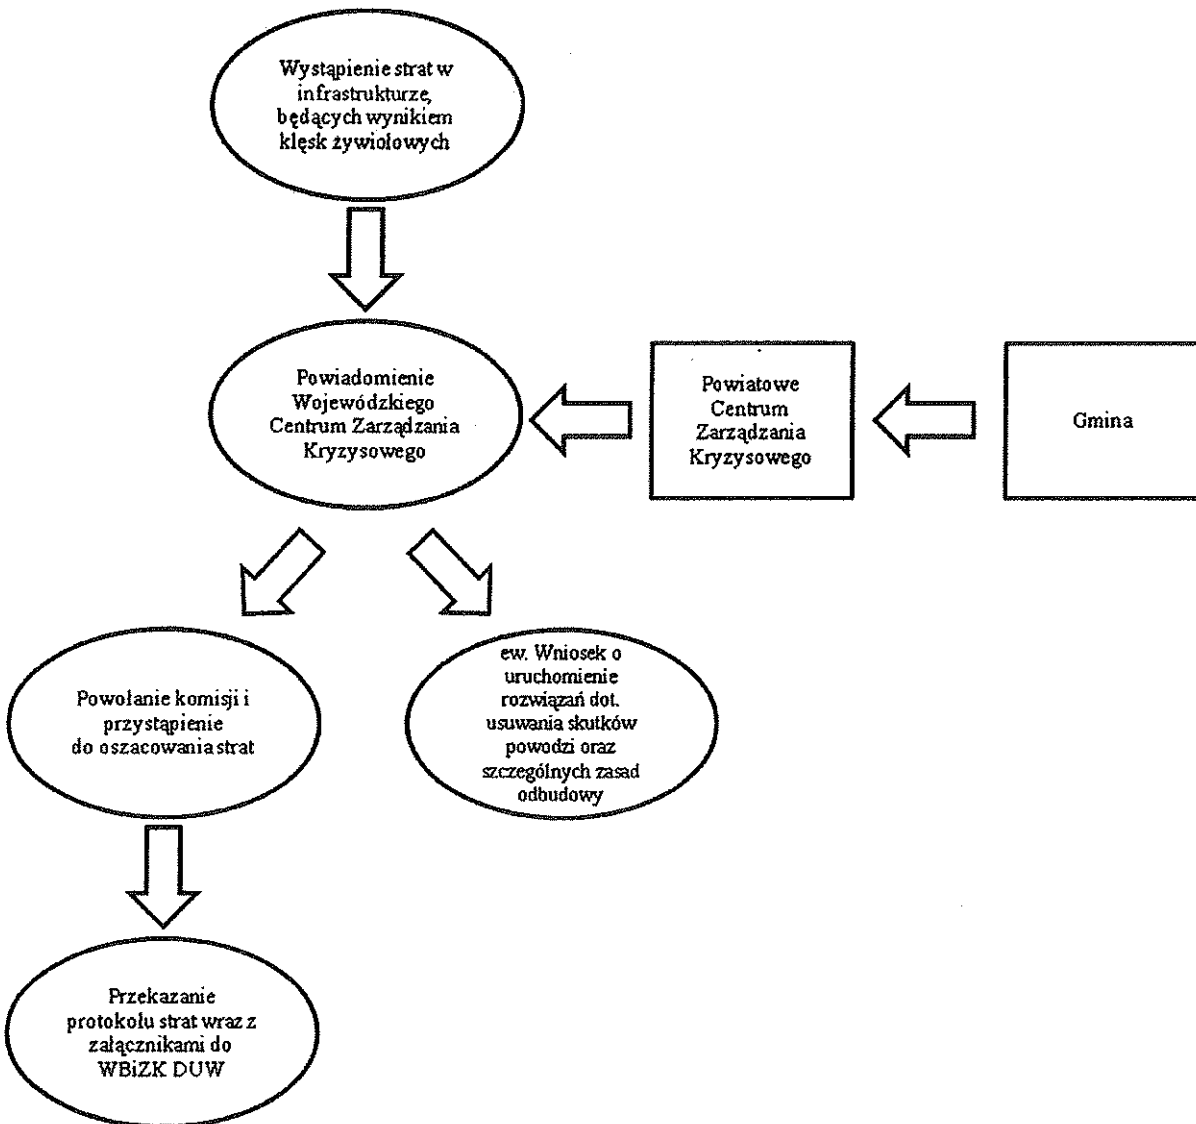 Wystąpienie strat w
infrastrukturze,
będących wynikiem
klęsk żywiołowych
Powiadomienie
Wojewódzkiego
Centrum Zarządzania
Kryzysowego
Powiatowe
Centrum
Zarządzania
Kryzysowego
Gmina
Powołanie komisji i
przystąpienie
do oszacowania strat
ew. Wniosek o
uruchomienie
rozwiązań dot.
usuwania skutków
powodzi oraz
szczególnych zasad
odbudowy
Przekazanie
protokołu strat wraz z
załącznikami do
WBiZK DUW